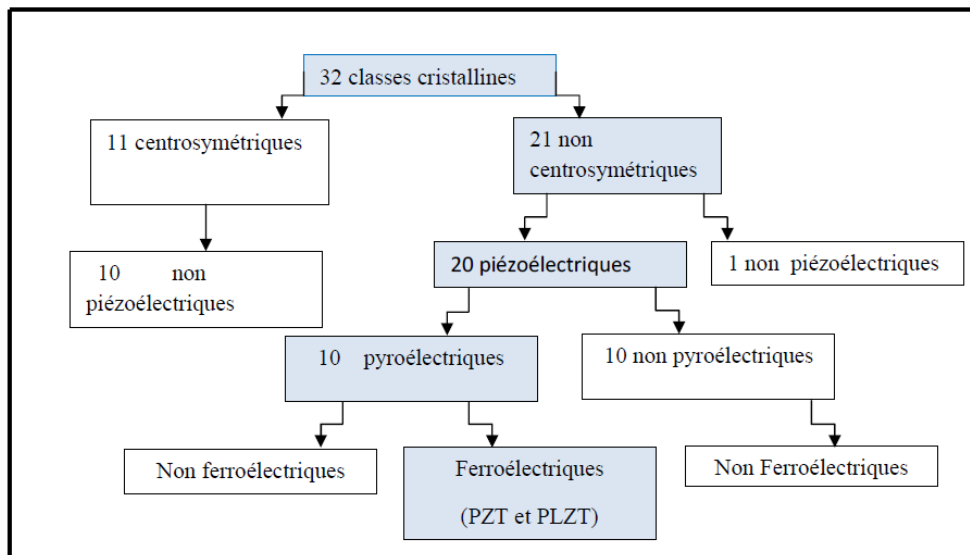 32 classes cristallines
11 centrosymétriques
21 non
centrosymétriques
10 non
piézoélectriques
20 piézoélectriques
1 non piézoélectriques
10 pyroélectriques
10 non pyroélectriques
Non ferroélectriques
Ferroélectriques
(PZT et PLZT)
Non Ferroélectriques